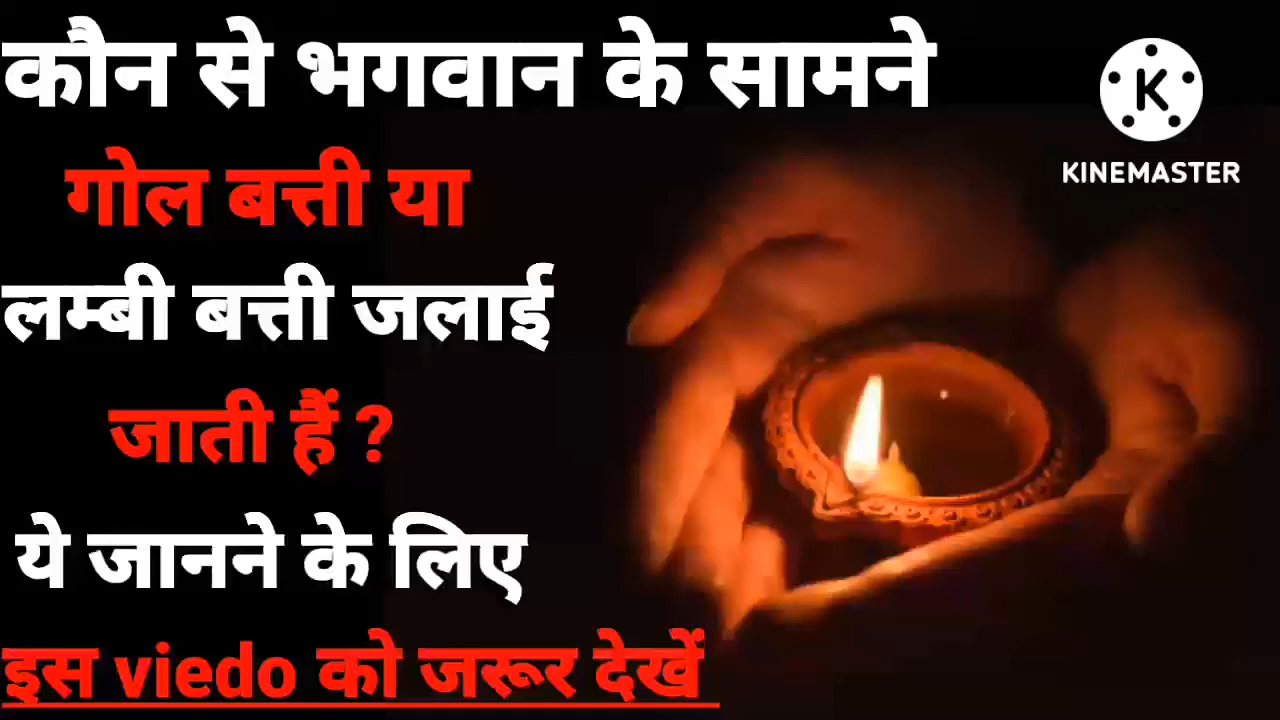 कौन से भगवान के सामने
गोल बत्ती या
लम्बी बत्ती जलाई
जाती हैं ?
ये जानने के लिए
इस viedo को जरूर देखें
K
KINEMASTER